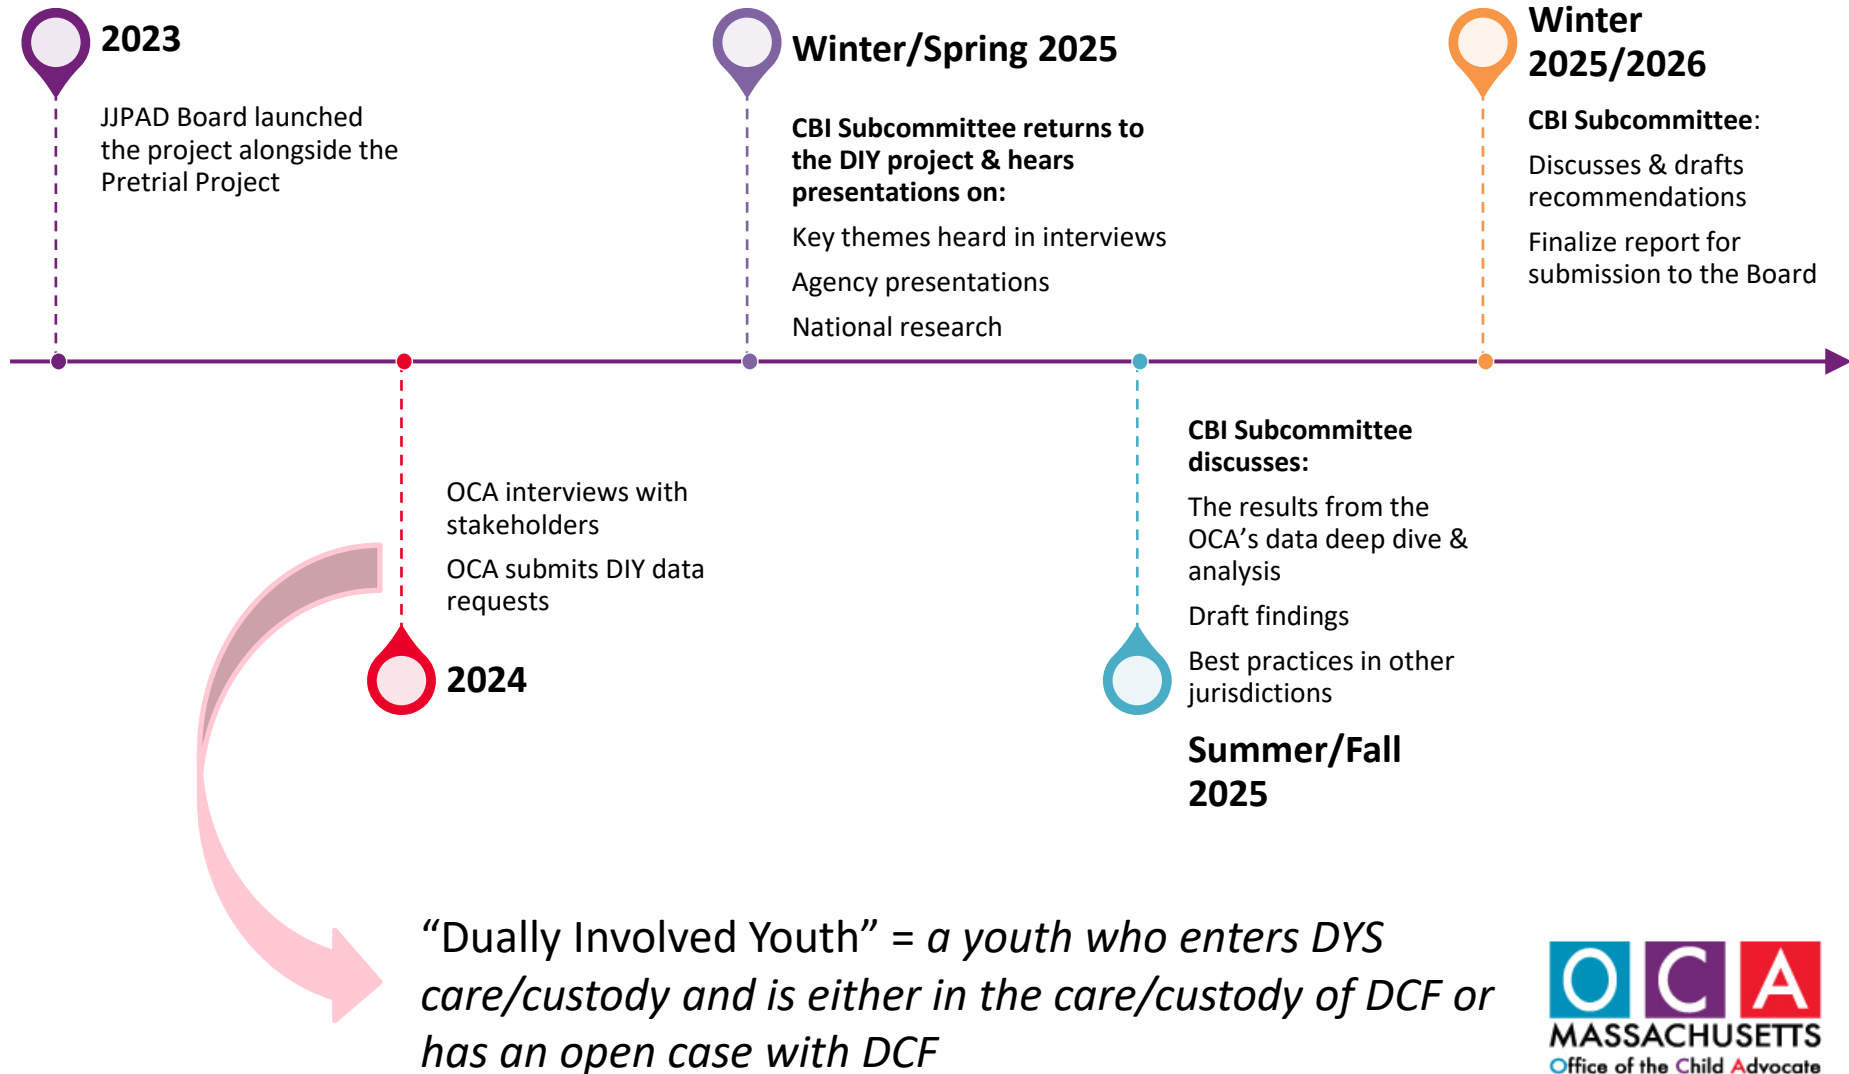 2023
JJPAD Board launched
the project alongside the
Pretrial Project
Winter/Spring 2025
CBI Subcommittee returns to
the DIY project & hears
presentations on:
Key themes heard in interviews
Agency presentations
National research
Winter
2025/2026
CBI Subcommittee:
Discusses & drafts
recommendations
Finalize report for
submission to the Board
OCA interviews with
stakeholders
OCA submits DIY data
requests
2024
CBI Subcommittee
discusses:
The results from the
OCA’s data deep dive &
analysis
Draft findings
Best practices in other
jurisdictions
Summer/Fall
2025
“Dually Involved Youth” = a youth who enters DYS
care/custody and is either in the care/custody of DCF or
has an open case with DCF
OCA
MASSACHUSETTS
Office of the Child Advocate